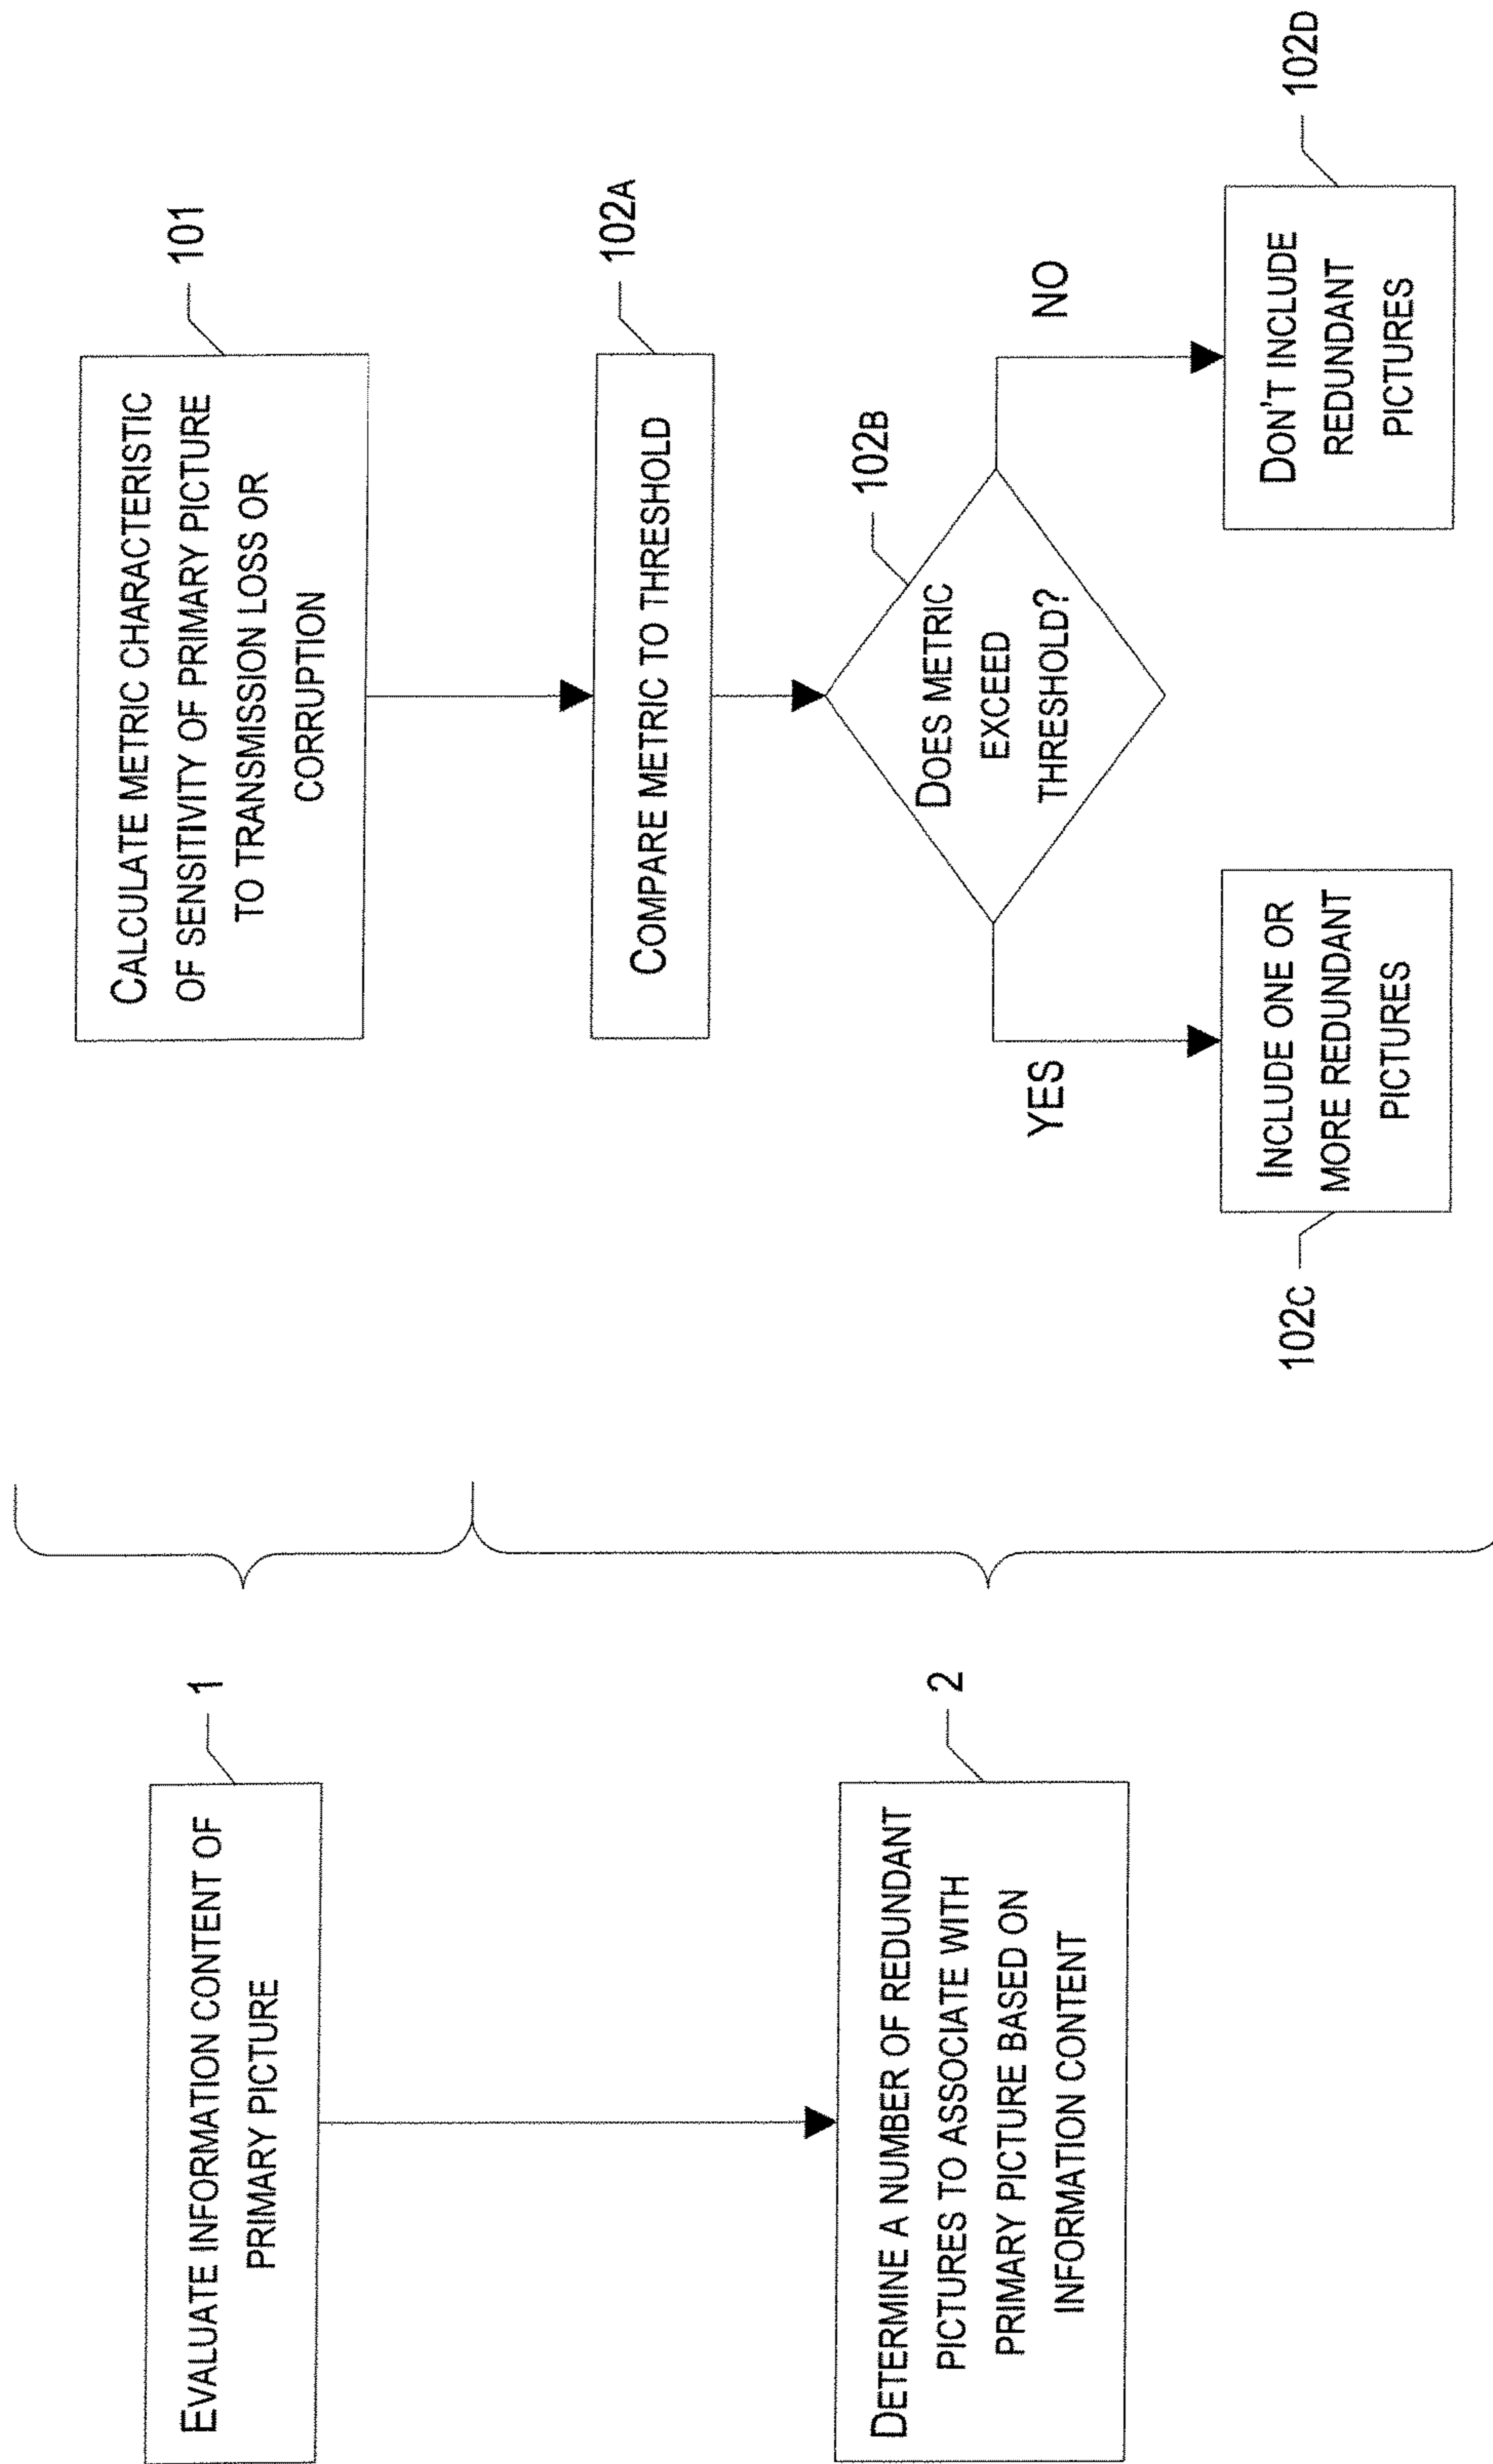 1
EVALUATE INFORMATION CONTENT OF
PRIMARY PICTURE
2
DETERMINE A NUMBER OF REDUNDANT
PICTURES TO ASSOCIATE WITH
PRIMARY PICTURE BASED ON
INFORMATION CONTENT
101
CALCULATE METRIC CHARACTERISTIC
OF SENSITIVITY OF PRIMARY PICTURE
TO TRANSMISSION LOSS OR
CORRUPTION
102A
COMPARE METRIC TO THRESHOLD
102B
DOES METRIC
EXCEED
THRESHOLD?
YES
NO
102C
INCLUDE ONE OR
MORE REDUNDANT
PICTURES
102D
DON'T INCLUDE
REDUNDANT
PICTURES